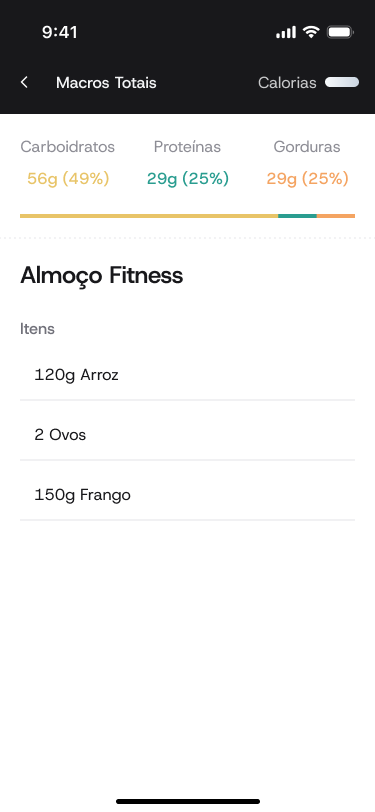 9:41
Macros Totais Calorias
Carboidratos Proteínas Gorduras
56g (49%) 29g (25%) 29g (25%)
Almoço Fitness
Itens
120g Arroz
2 Ovos
150g Frango